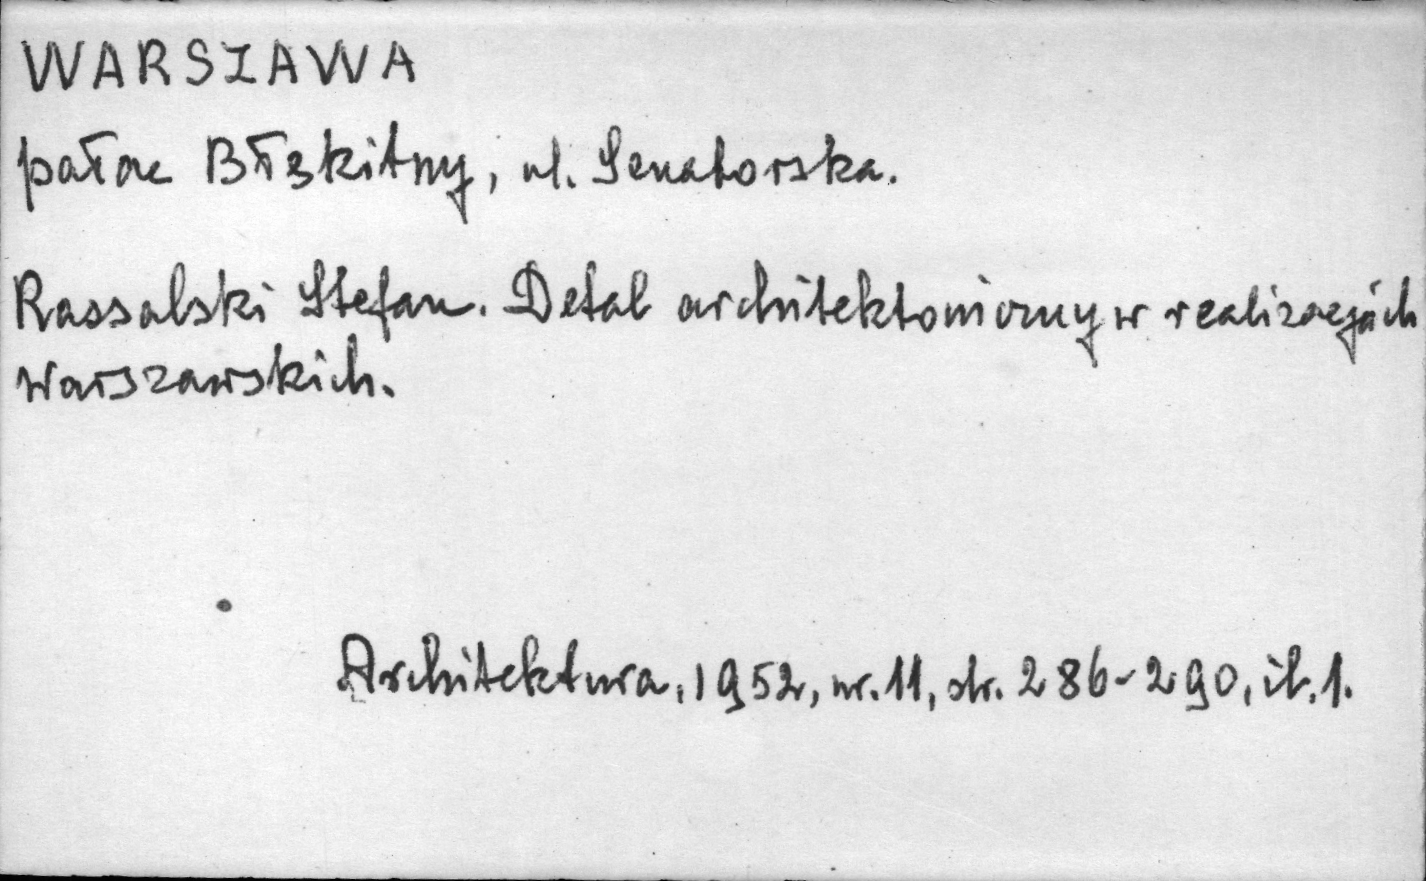 WARSZAWA
pałac Błękitny, ul. Senatorska.
Rassalski Stefan. Detal architektoniczny w realizacjach
warszawskich.
Architektura, 1952, nr. 11, str. 286-290, il. 1.